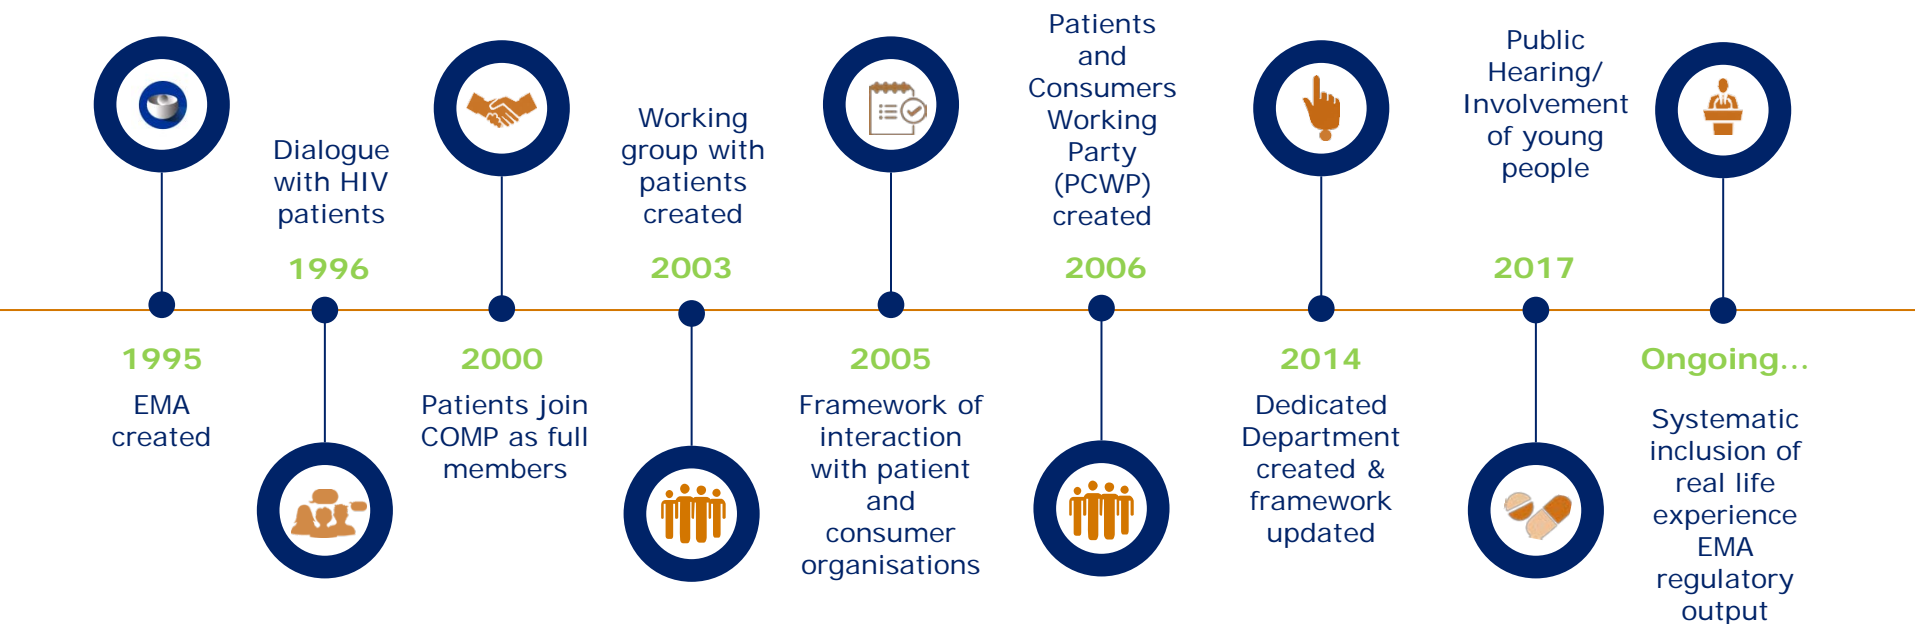 1995
EMA
created
Dialogue
with HIV
patients
1996
2000
Patients join
COMP as full
members
Working
group with
patients
created
2003
2005
Framework of
interaction
with patient
and
consumer
organisations
Patients
and
Consumers
Working
Party
(PCWP)
created
2006
2014
Dedicated
Department
created &
framework
updated
Public
Hearing/
Involvement
of young
people
2017
Ongoing...
Systematic
inclusion of
real life
experience
EMA
regulatory
output